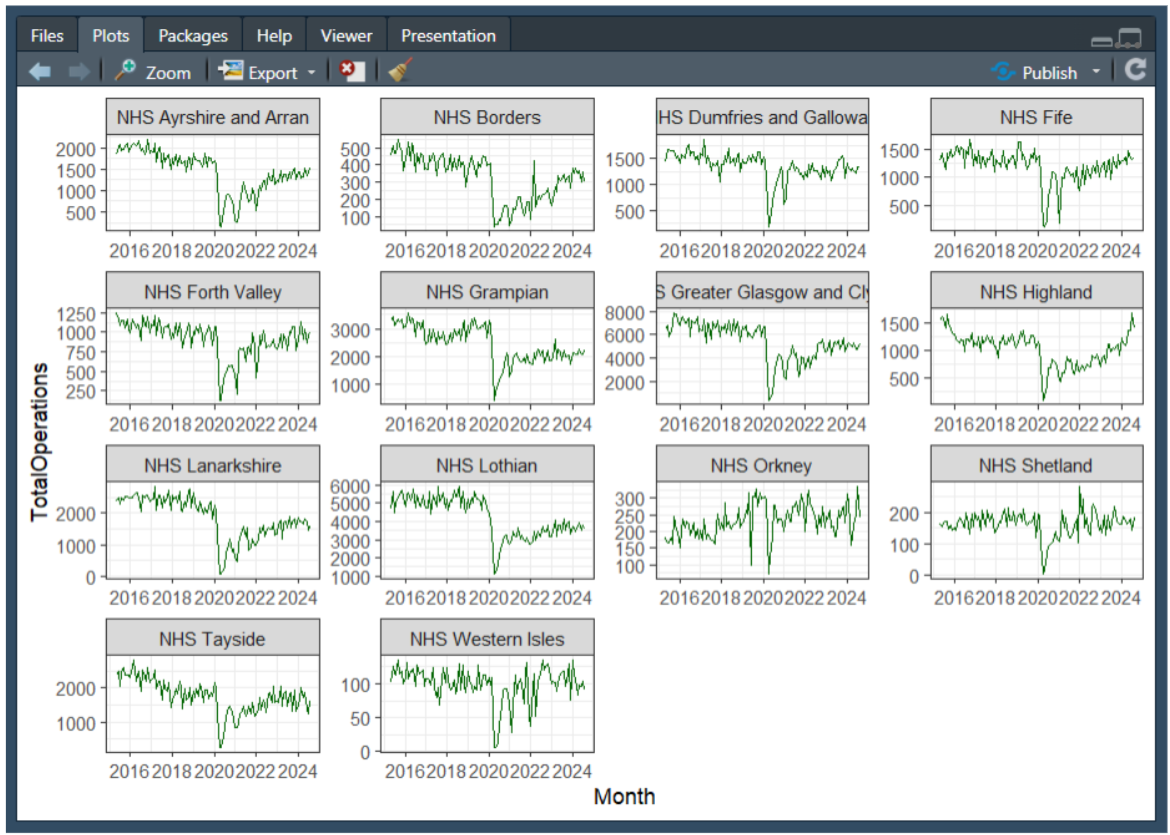 Files Plots Packages Help Viewer Presentation
Zoom Export Publish
NHS Ayrshire and Arran NHS Borders HS Dumfries and Gallowa NHS Fife
2000 1500 1000 500
500 400 300 200 100
1500 1000 500
1500 1000 500
2016 2018 2020 2022 2024 2016 2018 2020 2022 2024 2016 2018 2020 2022 2024 2016 2018 2020 2022 2024
NHS Forth Valley NHS Grampian S Greater Glasgow and Cly NHS Highland
1250 1000 750 500 250
3000 2000 1000
8000 6000 4000 2000
1500 1000 500
2016 2018 2020 2022 2024 2016 2018 2020 2022 2024 2016 2018 2020 2022 2024 2016 2018 2020 2022 2024
NHS Lanarkshire NHS Lothian NHS Orkney NHS Shetland
2000 1000 0
6000 5000 4000 3000 2000 1000
300 250 200 150 100
200 100 0
2016 2018 2020 2022 2024 2016 2018 2020 2022 2024 2016 2018 2020 2022 2024 2016 2018 2020 2022 2024
NHS Tayside NHS Western Isles
2000 1000
100 50 0
2016 2018 2020 2022 2024 2016 2018 2020 2022 2024
TotalOperations
Month